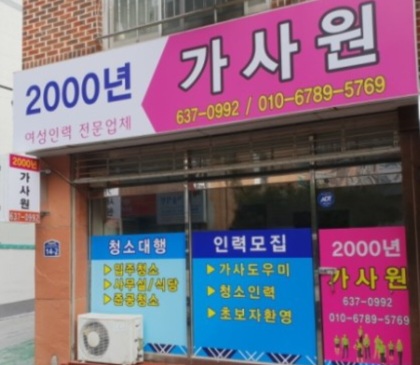 2000년 가사원
여성인력 전문업체
637-0992 / 010-6789-5769
2000년
가사원
637-0992
청소대행
▶입주청소
▶사무실/식당
▶준공청소
인력모집
▶가사도우미
▶청소인력
▶초보자환영
ADT
2000년
가사원
637-0992
010-6789-5769